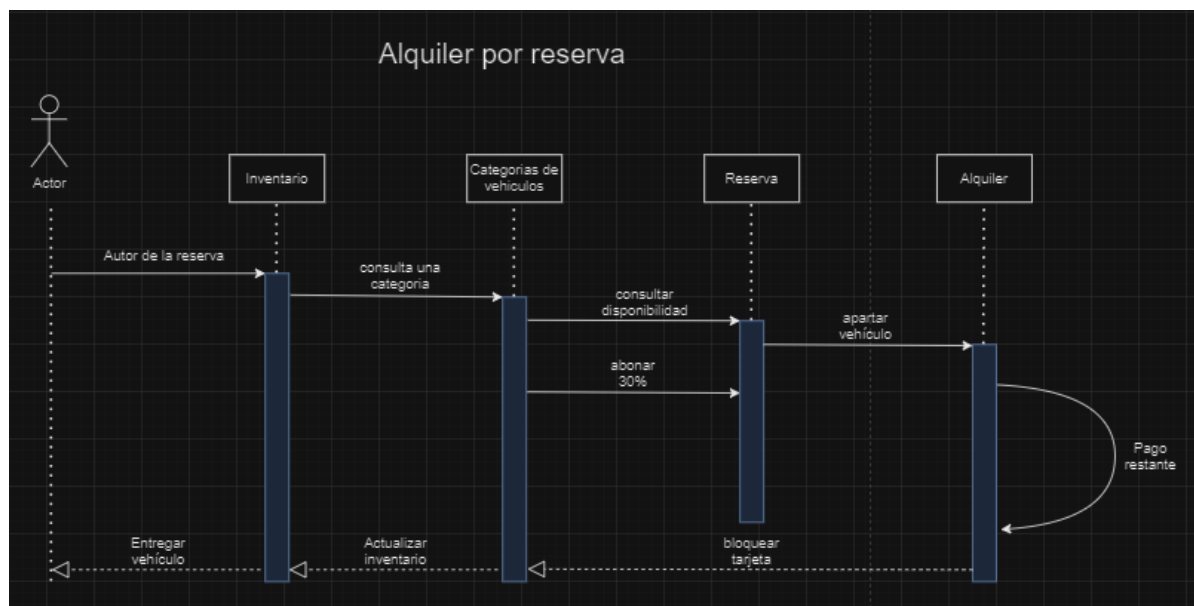 Alquiler por reserva
Actor
Inventario
Categorias de
vehiculos
Reserva
Alquiler
Autor de la reserva
consulta una
categoria
consultar
disponibilidad
apartar
vehículo
abonar
30%
Pago
restante
Entregar
vehículo
Actualizar
inventario
bloquear
tarjeta